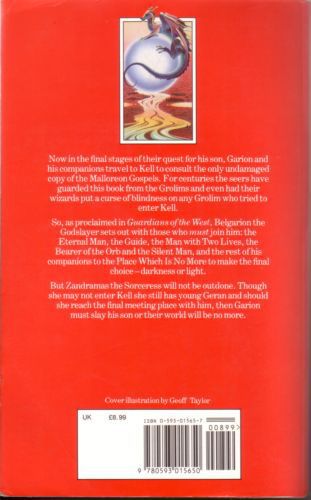 Now in the final stages of their quest for his son, Garion and
his companions travel to Kell to consult the only undamaged
copy of the Malloreon Gospels. For centuries the seers have
guarded this book from the Grolims and even had their
wizards put a curse of blindness on any Grolim who tried to
enter Kell.
So, as proclaimed in Guardians of the West, Belgarion the
Godslayer sets out with those who must join him: the
Eternal Man, the Guide, the Man with Two Lives, the
Bearer of the Orb and the Silent Man, and the rest of his
companions to the Place Which Is No More to make the final
choice—darkness or light.
But Zandramas the Sorceress will not be outdone. Though
she may not enter Kell she still has young Geran and should
she reach the final meeting place with him, then Garion
must slay his son or their world will be no more.
Cover illustration by Geoff Taylor
UK £8.99
ISBN 0-593-01565-7
00899>
9 780593 015650